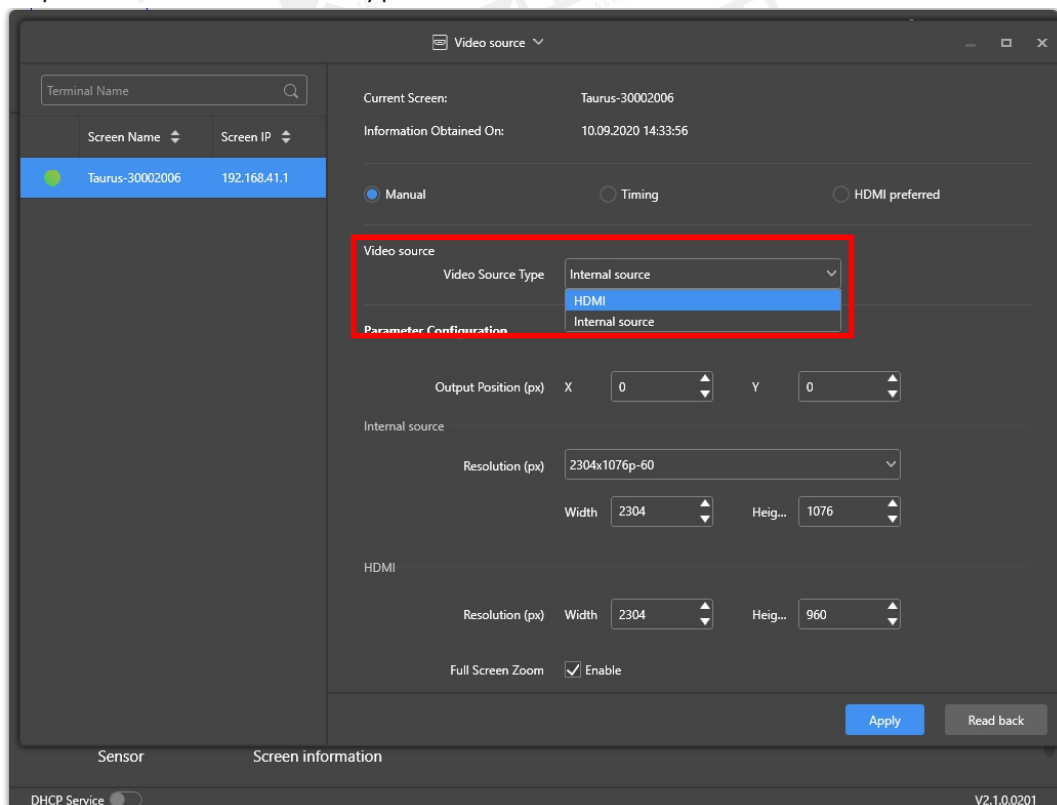 Video source
Terminal Name
Screen Name Screen IP
Taurus-30002006 192.168.41.1
Current Screen: Taurus-30002006
Information Obtained On: 10.09.2020 14:33:56
Manual Timing HDMI preferred
Video source
Video Source Type Internal source
HDMI
Internal source
Parameter Configuration
Output Position (px) X 0 Y 0
Internal source
Resolution (px) 2304x1076p-60
Width 2304 Heig... 1076
HDMI
Resolution (px) Width 2304 Heig... 960
Full Screen Zoom Enable
Apply Read back
Sensor Screen information
DHCP Service V2.1.0.0201